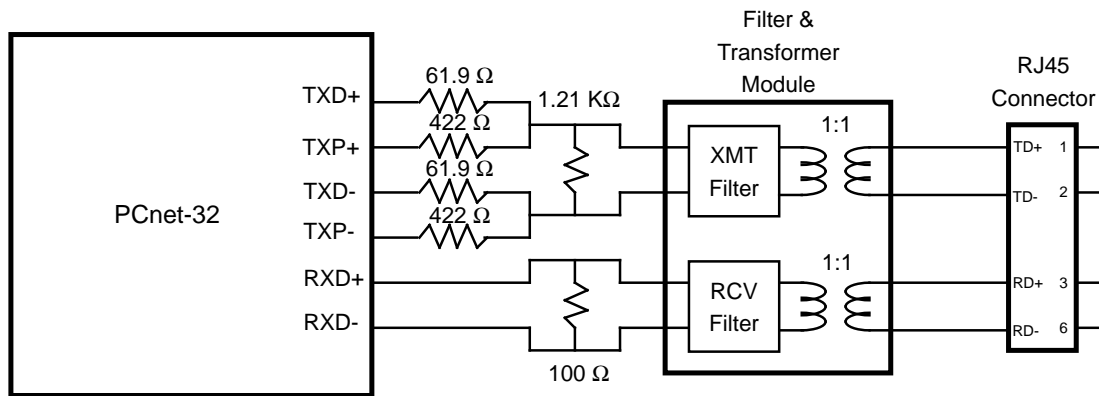 Filter &
Transformer
Module
RJ45
Connector
PCnet-32
TXD+
61.9 Ω
1.21 KΩ
TXP+
422 Ω
TXD-
61.9 Ω
TXP-
422 Ω
RXD+
RXD-
100 Ω
XMT
Filter
1:1
RCV
Filter
1:1
TD+ 1
TD- 2
RD+ 3
RD- 6